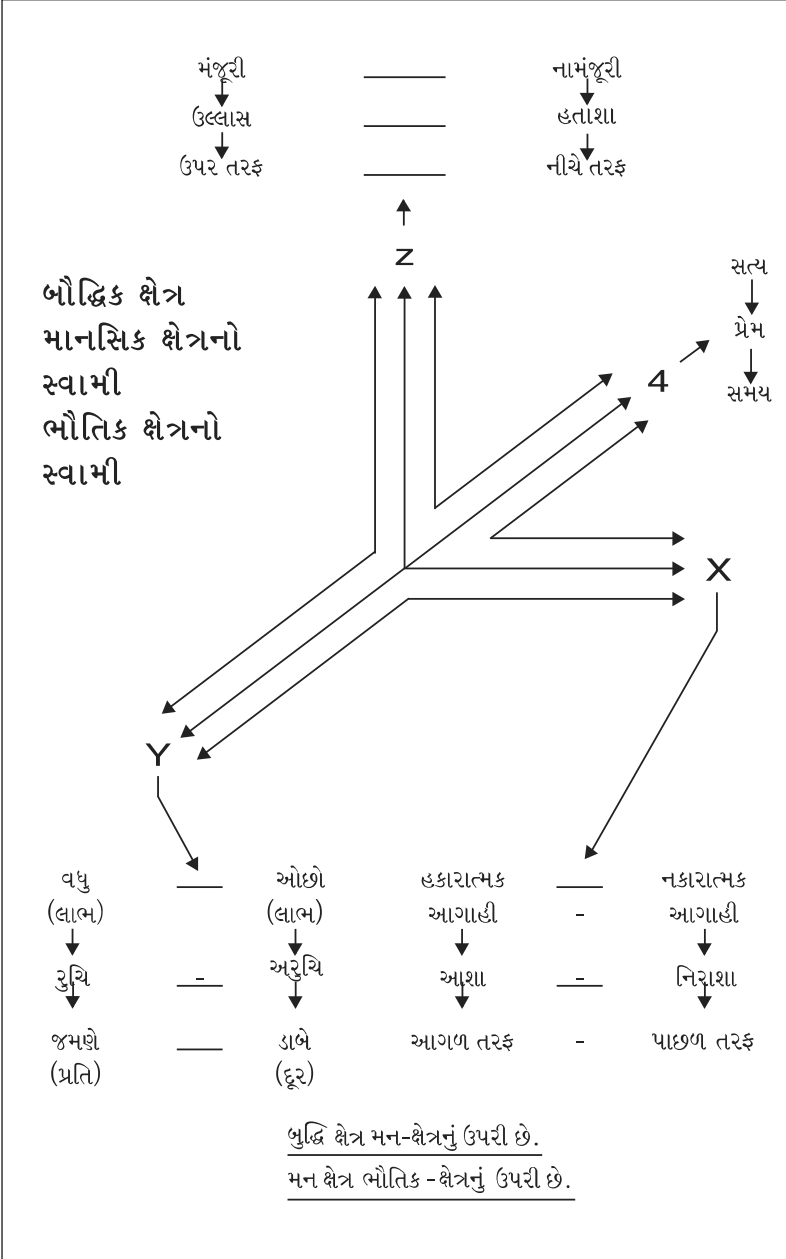 મંજૂરી ——— નામંજૂરી
ઉલ્લાસ ——— હતાશા
ઉપર તરફ ——— નીચે તરફ
Z
સત્ય
પ્રેમ
સમય
4
બૌદ્ધિક ક્ષેત્ર
માનસિક ક્ષેત્રનો
સ્વામી
ભૌતિક ક્ષેત્રનો
સ્વામી
X
Y
વધુ — ઓછો હકારાત્મક — નકારાત્મક
(લાભ) (લાભ) આગાહી - આગાહી
રુચિ - અરુચિ આશા - નિરાશા
જમણે — ડાબે આગળ તરફ - પાછળ તરફ
(પ્રતિ) (દૂર)
બુદ્ધિ ક્ષેત્ર મન-ક્ષેત્રનું ઉપરી છે.
મન ક્ષેત્ર ભૌતિક -ક્ષેત્રનું ઉપરી છે.